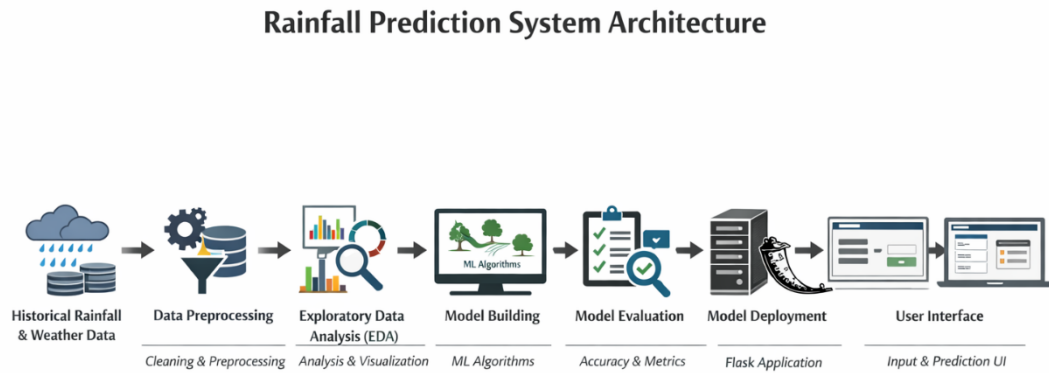 Rainfall Prediction System Architecture
ML Algorithms
Historical Rainfall
& Weather Data
Data Preprocessing
Exploratory Data
Analysis (EDA)
Model Building
Model Evaluation
Model Deployment
User Interface
Cleaning & Preprocessing
Analysis & Visualization
ML Algorithms
Accuracy & Metrics
Flask Application
Input & Prediction UI